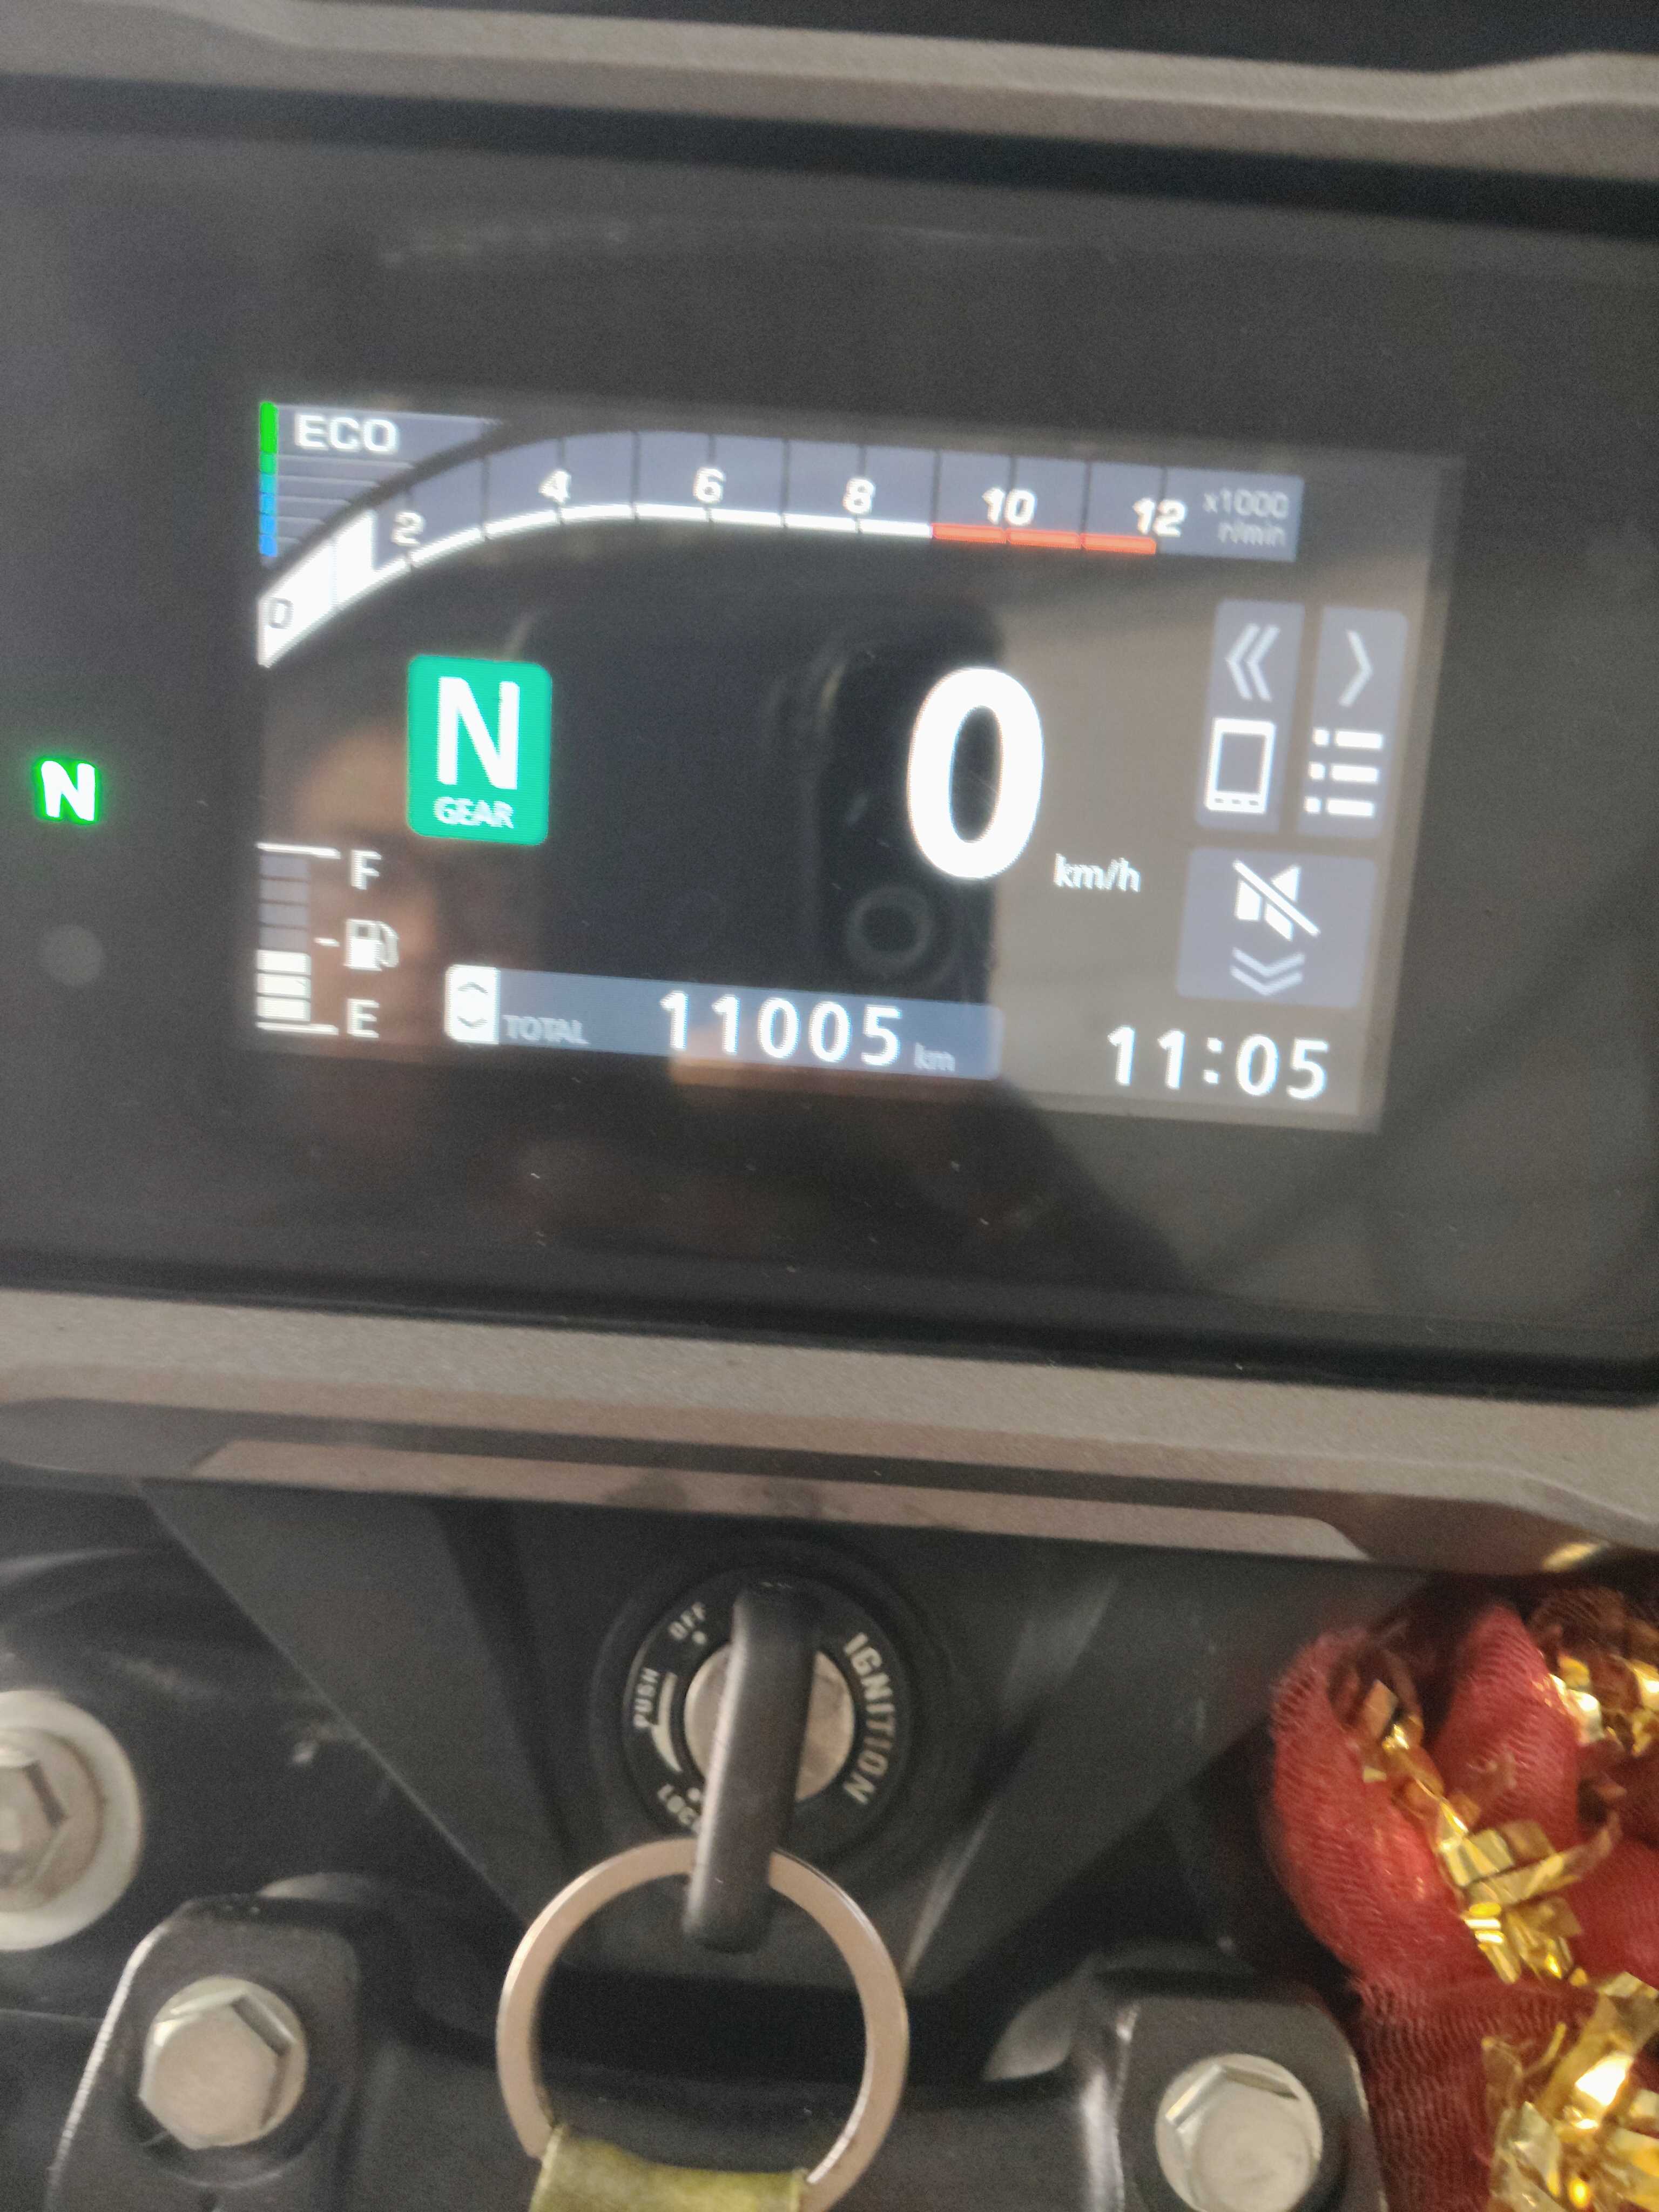 ECO
0 2 4 6 8 10 12 x1000 r/min
N
N
GEAR
0 km/h
F
E
TOTAL 11005 km
11:05
OFF
PUSH
LOCK
IGNITION